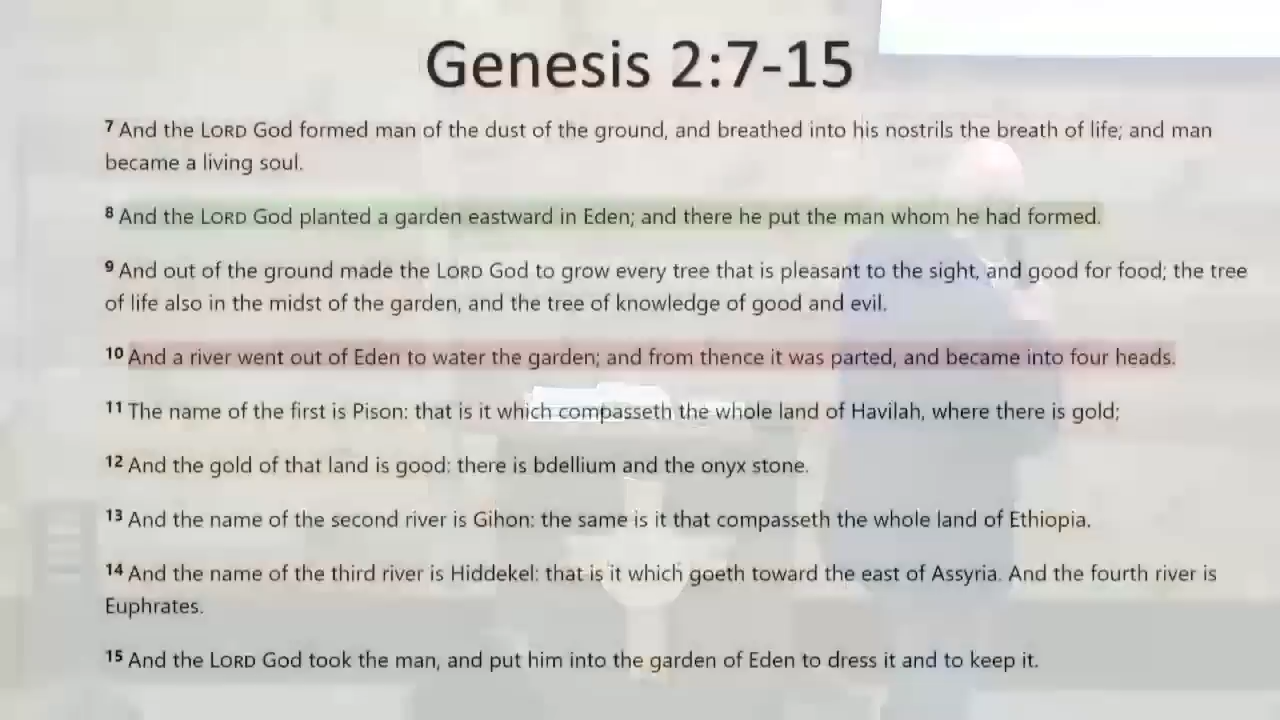 Genesis 2:7-15
7 And the LORD God formed man of the dust of the ground, and breathed into his nostrils the breath of life; and man
became a living soul.
8 And the LORD God planted a garden eastward in Eden; and there he put the man whom he had formed.
9 And out of the ground made the LORD God to grow every tree that is pleasant to the sight, and good for food; the tree
of life also in the midst of the garden, and the tree of knowledge of good and evil.
10 And a river went out of Eden to water the garden; and from thence it was parted, and became into four heads.
11 The name of the first is Pison: that is it which compasseth the whole land of Havilah, where there is gold;
12 And the gold of that land is good: there is bdellium and the onyx stone.
13 And the name of the second river is Gihon: the same is it that compasseth the whole land of Ethiopia.
14 And the name of the third river is Hiddekel: that is it which goeth toward the east of Assyria. And the fourth river is
Euphrates.
15 And the LORD God took the man, and put him into the garden of Eden to dress it and to keep it.